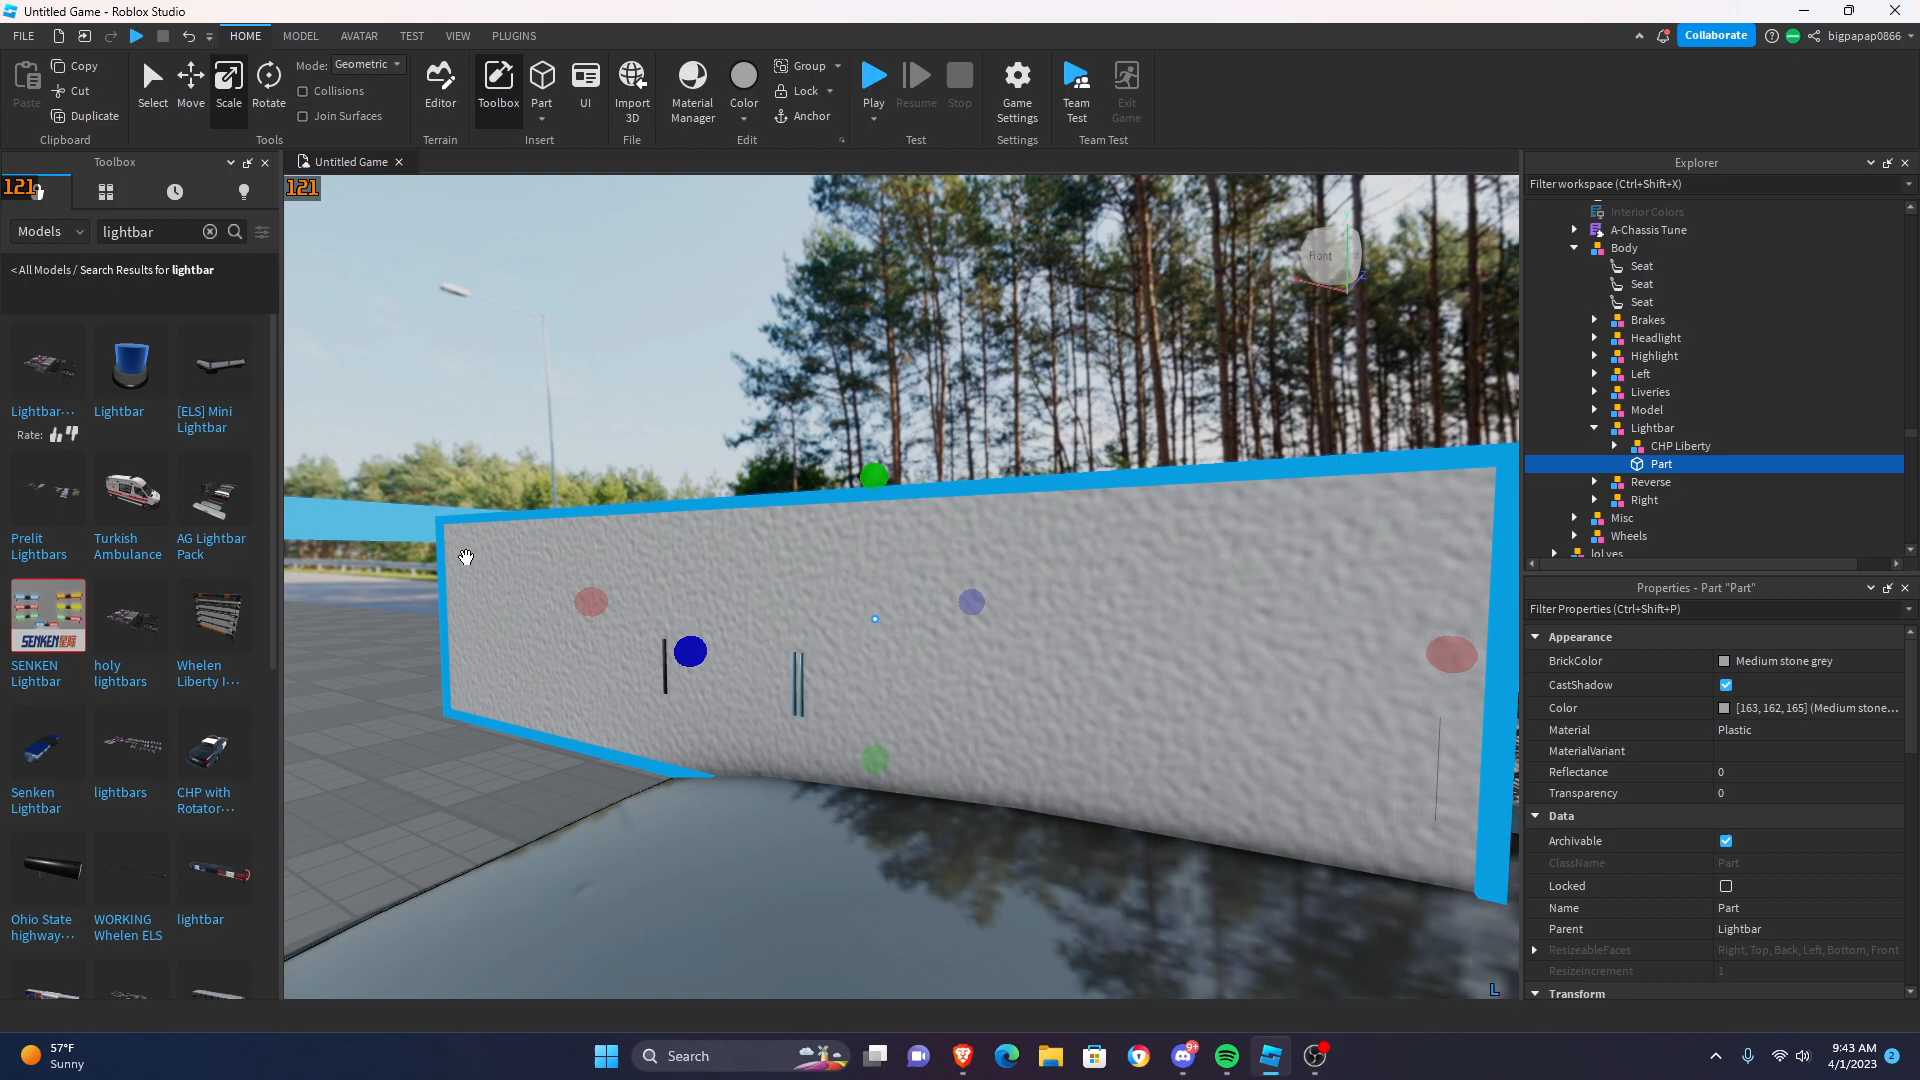 Untitled Game - Roblox Studio
FILE
HOME
MODEL
AVATAR
TEST
VIEW
PLUGINS
Collaborate
bigpapap0866
Paste
Copy
Cut
Duplicate
Clipboard
Select
Move
Scale
Rotate
Mode: Geometric
Collisions
Join Surfaces
Tools
Editor
Terrain
Toolbox
Part
UI
Insert
Import
3D
File
Material
Manager
Color
Group
Lock
Anchor
Edit
Play
Resume
Stop
Test
Game
Settings
Settings
Team
Test
Exit
Game
Team Test
Toolbox
121
Models
lightbar
< All Models / Search Results for lightbar
Lightbar...
Lightbar
[ELS] Mini
Lightbar
Rate:
Prelit
Lightbars
Turkish
Ambulance
AG Lightbar
Pack
SENKEN
SENKEN
Lightbar
holy
lightbars
Whelen
Liberty I...
Senken
Lightbar
lightbars
CHP with
Rotator...
Ohio State
highway...
WORKING
Whelen ELS
lightbar
Untitled Game
121
Front
L
Explorer
Filter workspace (Ctrl+Shift+X)
Interior Colors
A-Chassis Tune
Body
Seat
Seat
Seat
Brakes
Headlight
Highlight
Left
Liveries
Model
Lightbar
CHP Liberty
Part
Reverse
Right
Misc
Wheels
lol yes
Properties - Part "Part"
Filter Properties (Ctrl+Shift+P)
Appearance
BrickColor Medium stone grey
CastShadow
Color [163, 162, 165] (Medium stone...
Material Plastic
MaterialVariant
Reflectance 0
Transparency 0
Data
Archivable
ClassName Part
Locked
Name Part
Parent Lightbar
ResizeableFaces Right, Top, Back, Left, Bottom, Front
ResizeIncrement 1
Transform
57°F
Sunny
Search
9+
9:43 AM
4/1/2023
2